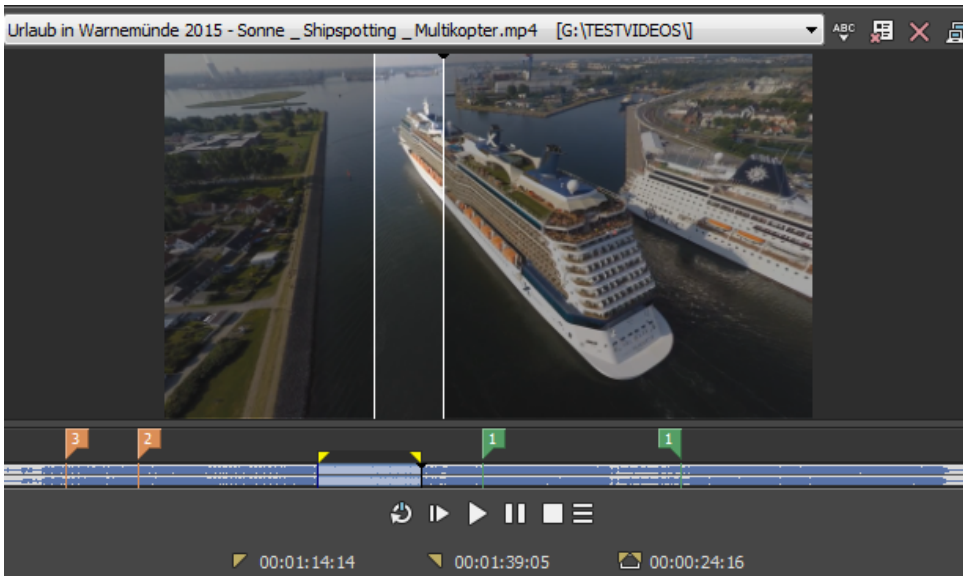 Urlaub in Warnemünde 2015 - Sonne _ Shipspotting _ Multikopter.mp4 [G:\TESTVIDEOS\]
ABC
3 2 1 1
00:01:14:14 00:01:39:05 00:00:24:16